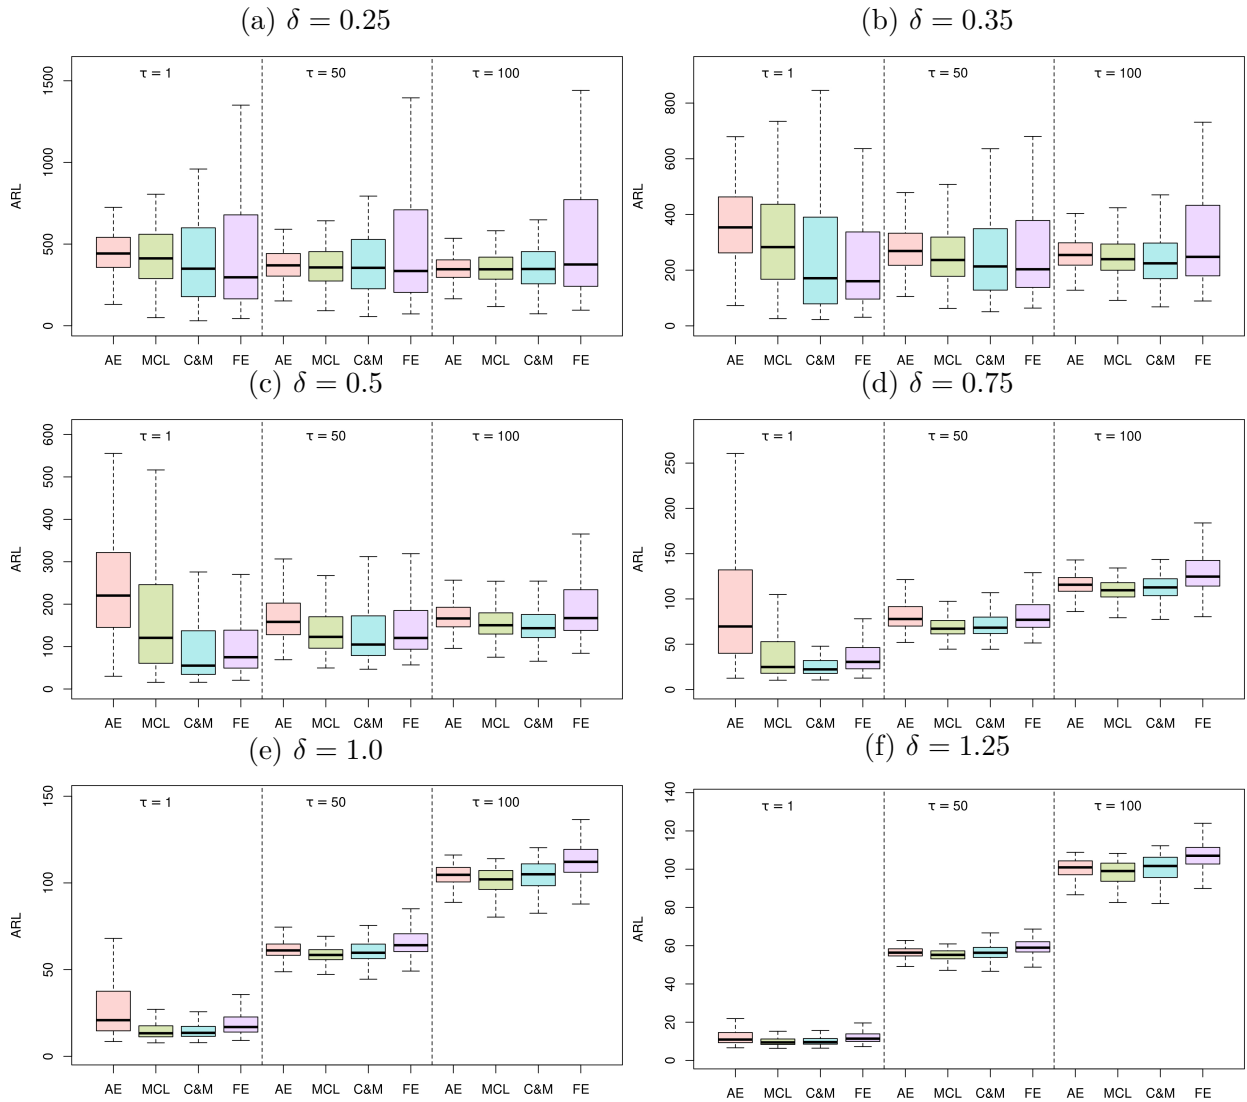 (a) δ = 0.25
(b) δ = 0.35
τ = 1
τ = 50
τ = 100
ARL
0
500
1000
1500
AE MCL C&M FE AE MCL C&M FE AE MCL C&M FE
τ = 1
τ = 50
τ = 100
ARL
0
200
400
600
800
AE MCL C&M FE AE MCL C&M FE AE MCL C&M FE
(c) δ = 0.5
(d) δ = 0.75
τ = 1
τ = 50
τ = 100
ARL
0
100
200
300
400
500
600
AE MCL C&M FE AE MCL C&M FE AE MCL C&M FE
τ = 1
τ = 50
τ = 100
ARL
0
50
100
150
200
250
AE MCL C&M FE AE MCL C&M FE AE MCL C&M FE
(e) δ = 1.0
(f) δ = 1.25
τ = 1
τ = 50
τ = 100
ARL
0
50
100
150
AE MCL C&M FE AE MCL C&M FE AE MCL C&M FE
τ = 1
τ = 50
τ = 100
ARL
0
20
40
60
80
100
120
140
AE MCL C&M FE AE MCL C&M FE AE MCL C&M FE